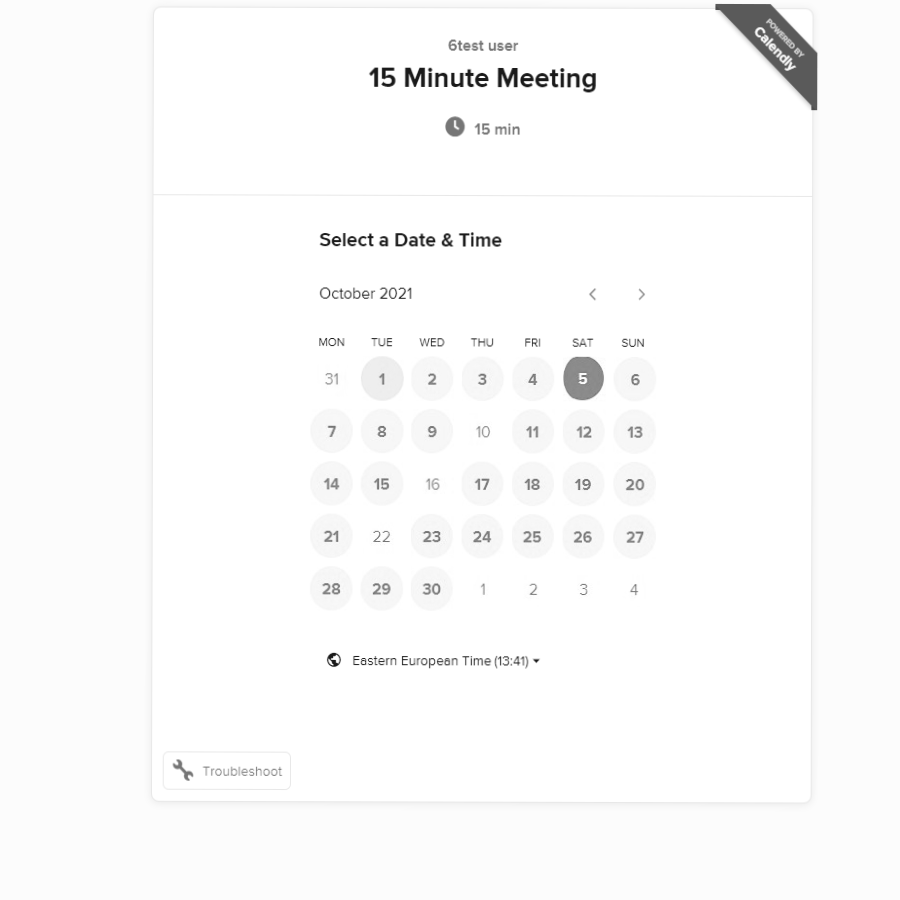 POWERED BY
Calendly
6test user
15 Minute Meeting
15 min
Select a Date & Time
October 2021
MON TUE WED THU FRI SAT SUN
31 1 2 3 4 5 6
7 8 9 10 11 12 13
14 15 16 17 18 19 20
21 22 23 24 25 26 27
28 29 30 1 2 3 4
Eastern European Time (13:41)
Troubleshoot